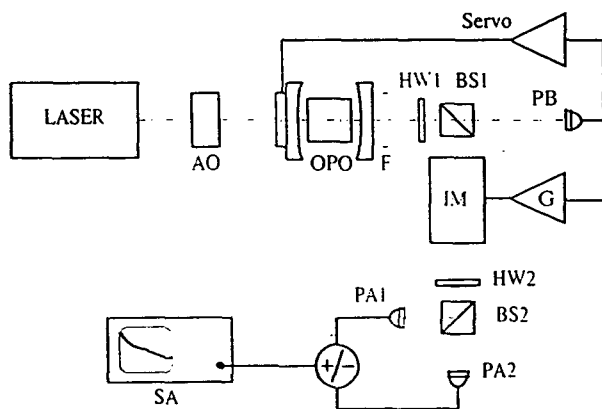 Servo
HW1 BS1
PB
LASER
AO
OPO
F
IM
G
HW2
PA1
BS2
+/−
PA2
SA